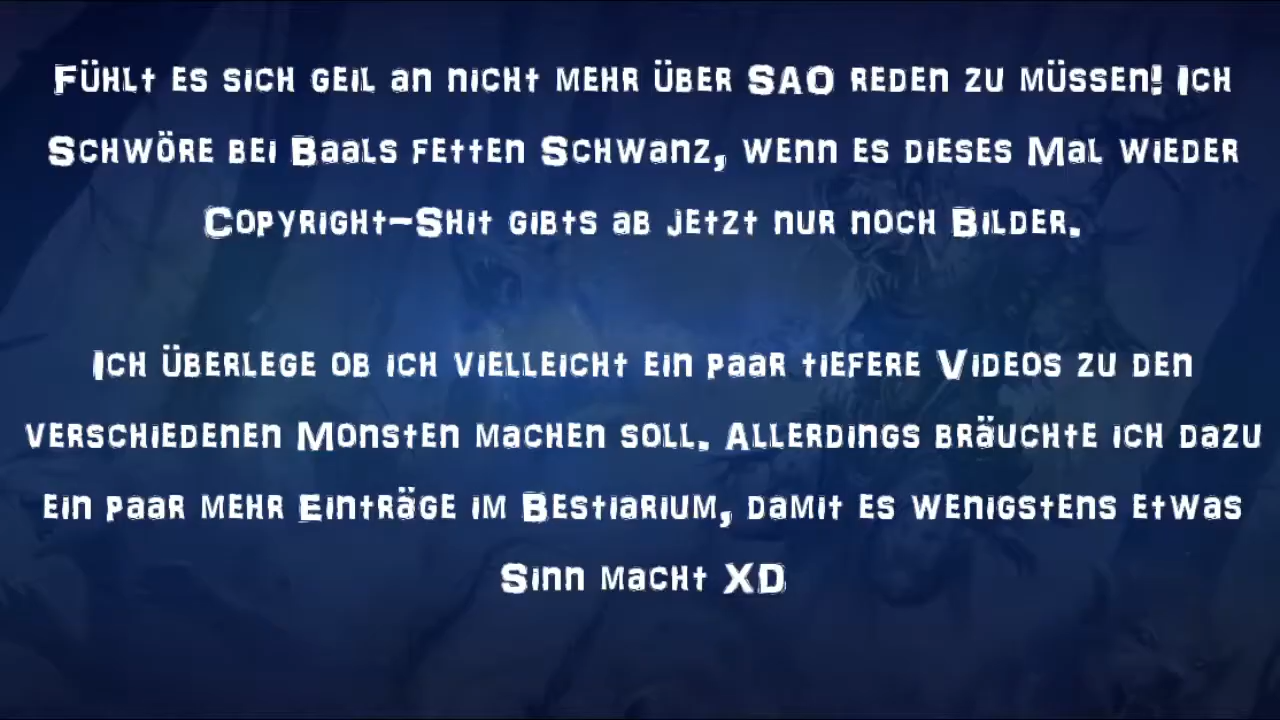 Fühlt es sich geil an nicht mehr über SAO reden zu müssen! Ich
Schwöre bei Baals fetten Schwanz, wenn es dieses Mal wieder
Copyright-Shit gibts ab jetzt nur noch Bilder.
Ich überlege ob ich vielleicht ein paar tiefere Videos zu den
verschiedenen Monsten machen soll. Allerdings bräuchte ich dazu
ein paar mehr Einträge im Bestiarium, damit es wenigstens etwas
Sinn macht XD